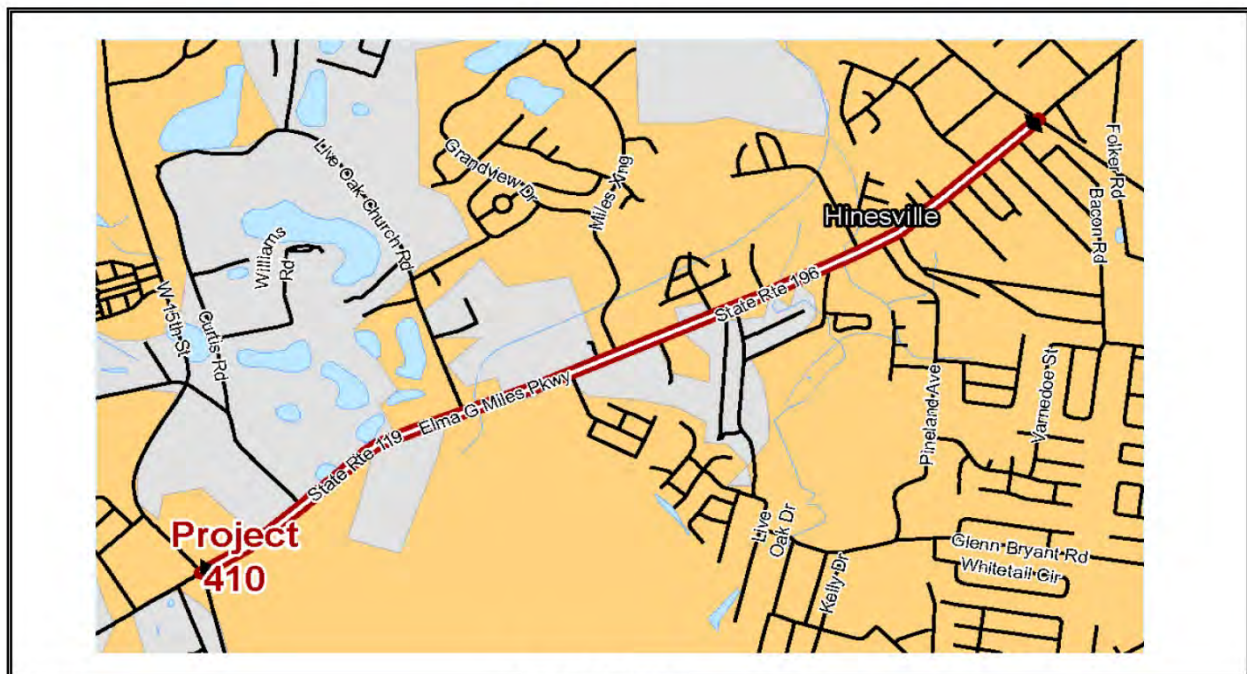 Folker Rd
Bacon Rd
Live Oak Church Rd
Grandview Dr
Miles Xing
Hinesville
Williams
Rd
W 15th St
Curtis Rd
State Rte 196
Elma G Miles Pkwy
State Rte 119
Pineland Ave
Varnedoe St
Project
410
Live
Oak Dr
Kelly Dr
Glenn Bryant Rd
Whitetail Cir